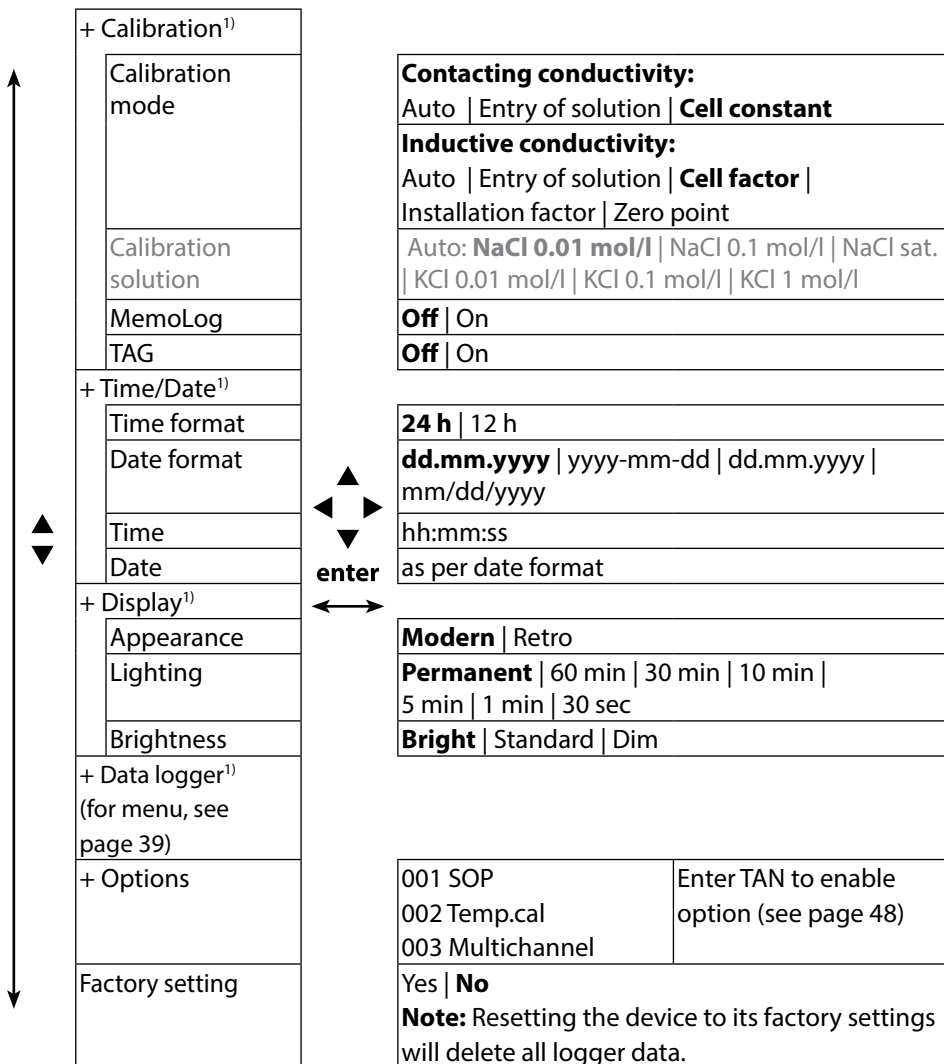 + Calibration1)
Calibration
mode
Contacting conductivity:
Auto | Entry of solution | Cell constant
Inductive conductivity:
Auto | Entry of solution | Cell factor |
Installation factor | Zero point
Calibration
solution
Auto: NaCl 0.01 mol/l | NaCl 0.1 mol/l | NaCl sat.
| KCl 0.01 mol/l | KCl 0.1 mol/l | KCl 1 mol/l
MemoLog
Off | On
TAG
Off | On
+ Time/Date1)
Time format
24 h | 12 h
Date format
dd.mm.yyyy | yyyy-mm-dd | dd.mm.yyyy |
mm/dd/yyyy
Time
hh:mm:ss
Date
enter
as per date format
+ Display1)
Appearance
Modern | Retro
Lighting
Permanent | 60 min | 30 min | 10 min |
5 min | 1 min | 30 sec
Brightness
Bright | Standard | Dim
+ Data logger1)
(for menu, see
page 39)
+ Options
001 SOP
002 Temp.cal
003 Multichannel
Enter TAN to enable
option (see page 48)
Factory setting
Yes | No
Note: Resetting the device to its factory settings
will delete all logger data.